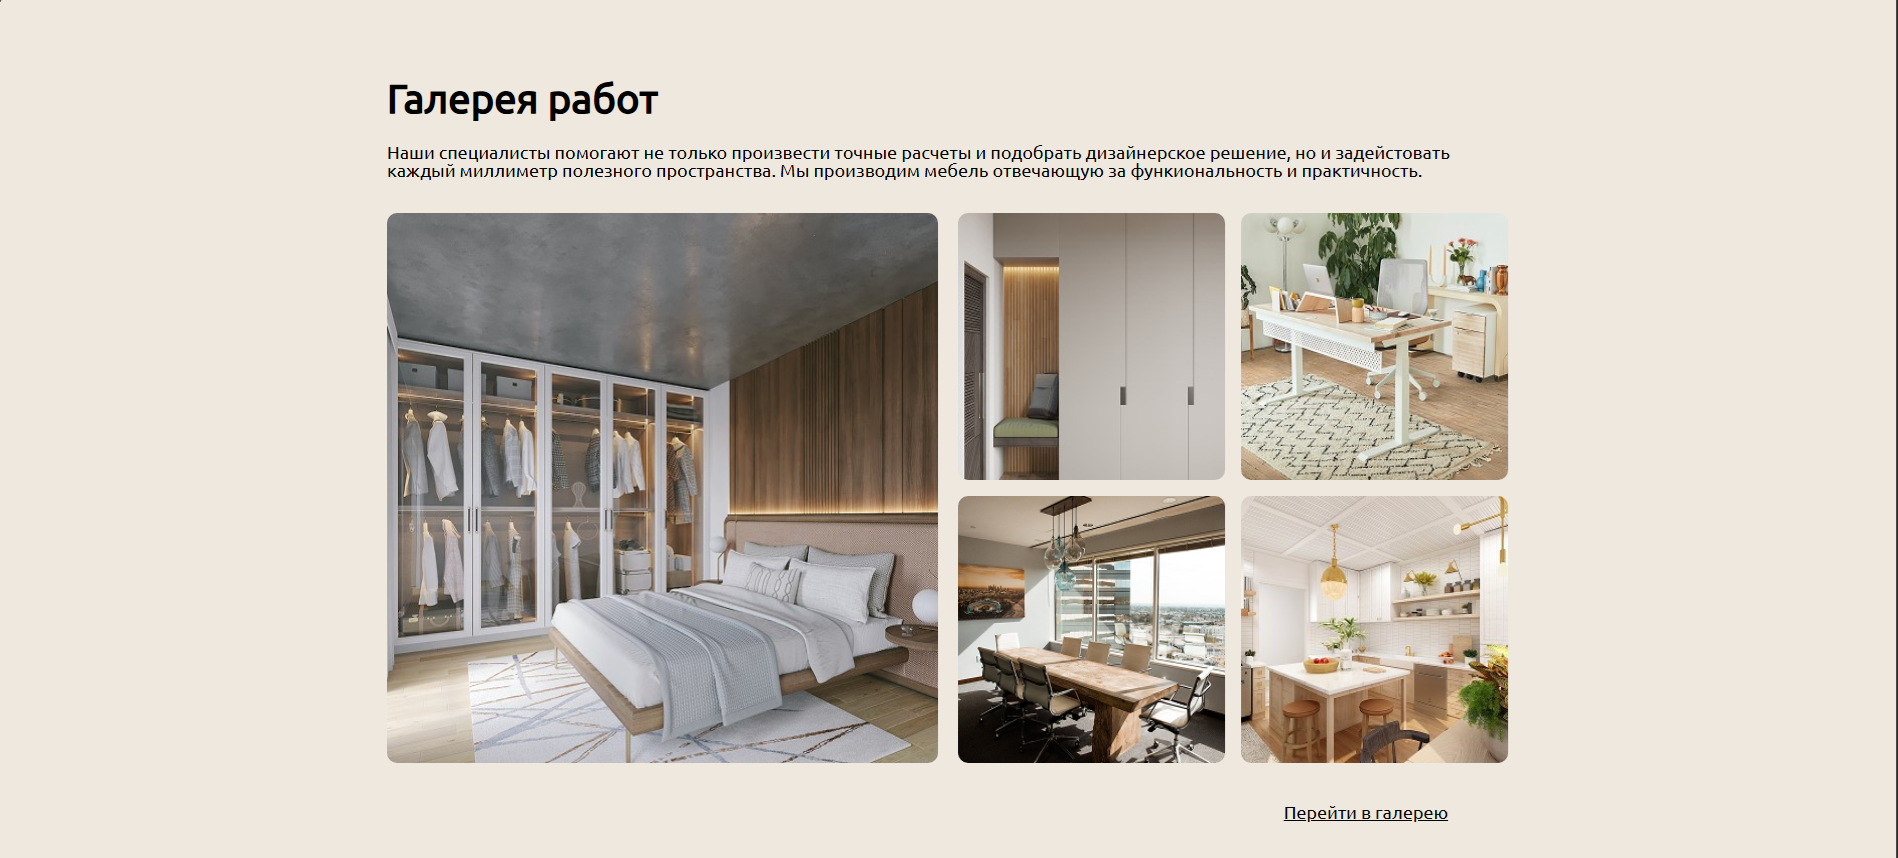 Галерея работ
Наши специалисты помогают не только произвести точные расчеты и подобрать дизайнерское решение, но и задейстовать
каждый миллиметр полезного пространства. Мы производим мебель отвечающую за функиональность и практичность.
Перейти в галерею